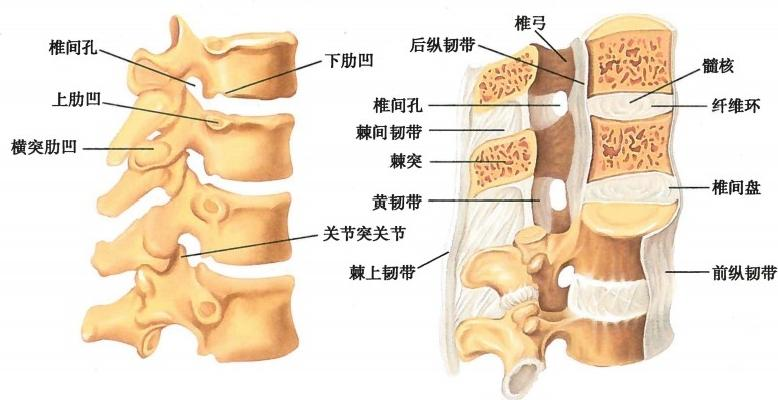 椎间孔
上肋凹
横突肋凹
下肋凹
关节突关节
椎弓
后纵韧带
椎间孔
棘间韧带
棘突
黄韧带
棘上韧带
髓核
纤维环
椎间盘
前纵韧带